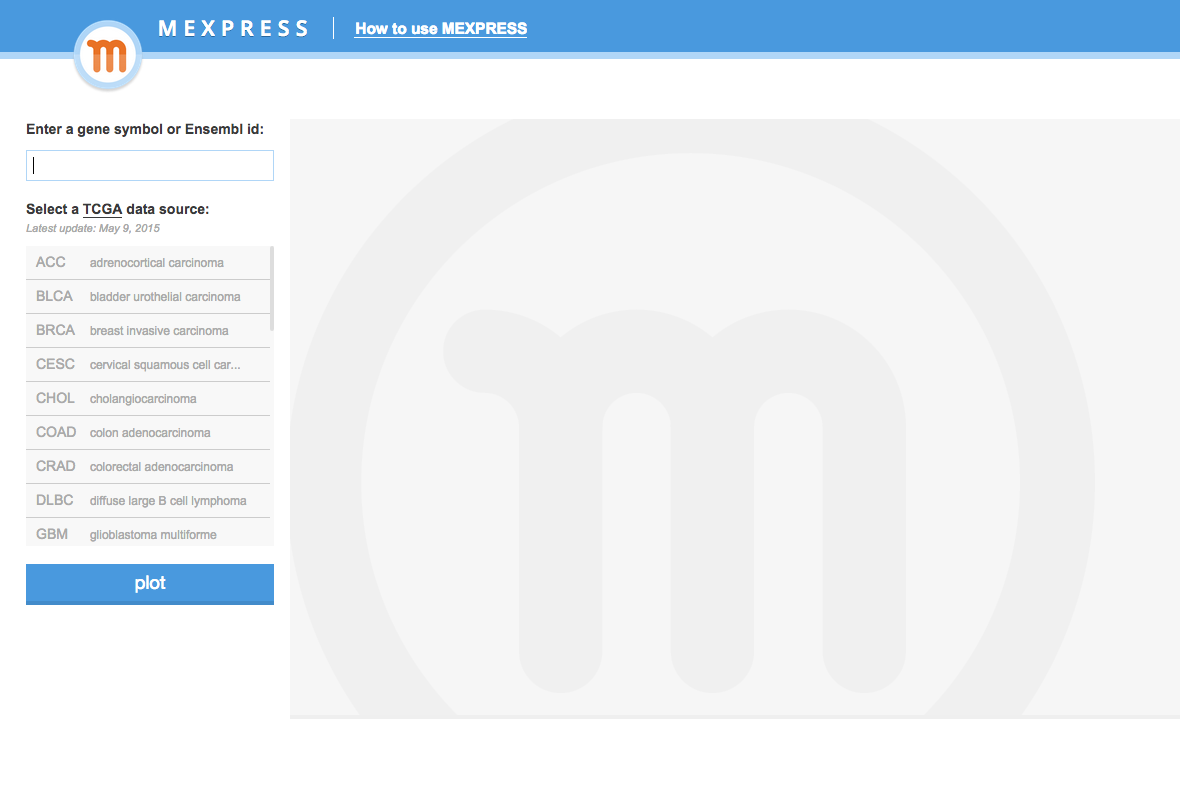 MEXPRESS
How to use MEXPRESS
Enter a gene symbol or Ensembl id:
Select a TCGA data source:
Latest update: May 9, 2015
ACC adrenocortical carcinoma
BLCA bladder urothelial carcinoma
BRCA breast invasive carcinoma
CESC cervical squamous cell car...
CHOL cholangiocarcinoma
COAD colon adenocarcinoma
CRAD colorectal adenocarcinoma
DLBC diffuse large B cell lymphoma
GBM glioblastoma multiforme
plot